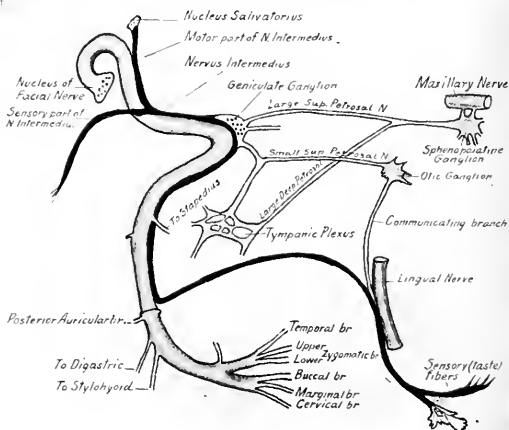 Nucleus Salivatorius
Motor part of N. Intermedius
Nervus Intermedius
Geniculate Ganglion
Nucleus of
Facial Nerve
Large Sup. Petrosal N
Maxillary Nerve
Sensory part of
N. Intermedius
Sphenopalatine
Ganglion
Small Sup. Petrosal N
Otic Ganglion
To Stapedius
Large Deep Petrosal
Tympanic Plexus
Communicating branch
Lingual Nerve
Posterior Auricular br.
Temporal br
Upper
Lower Zygomatic br
To Digastric
Buccal br
To Stylohyoid
Marginal br
Cervical br
Sensory (taste)
fibers